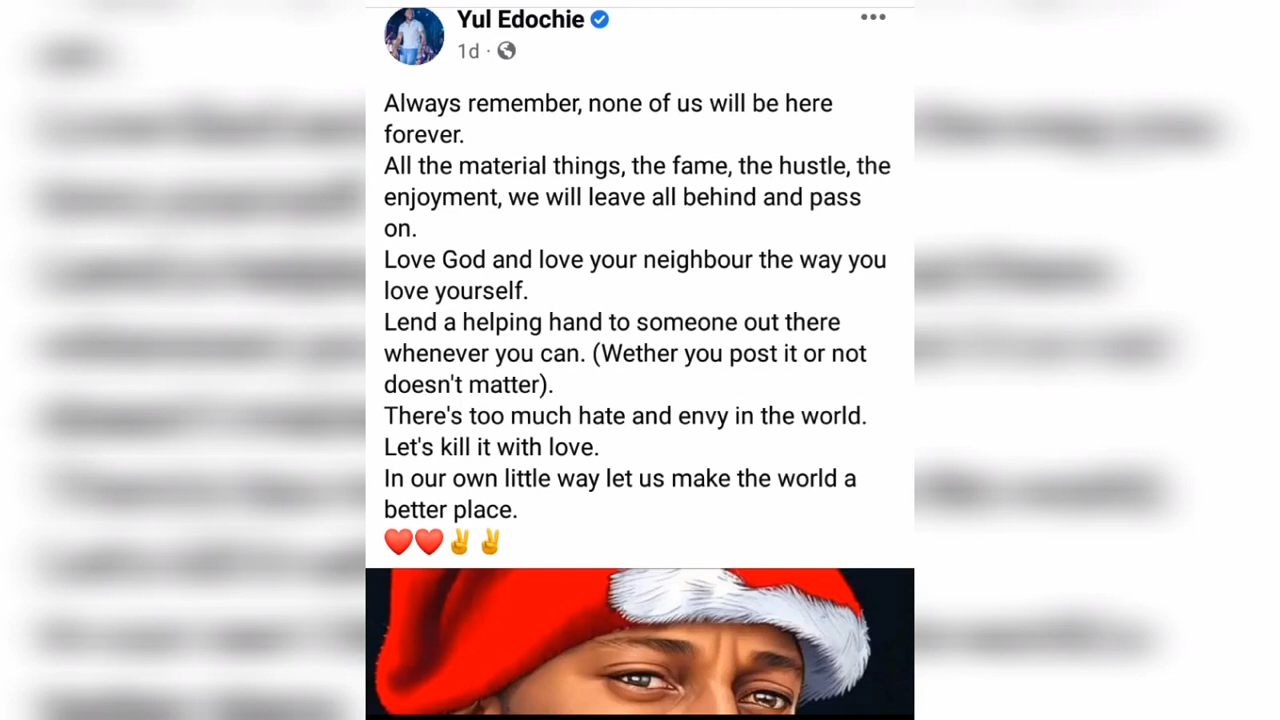 Yul Edochie
1d ·
Always remember, none of us will be here
forever.
All the material things, the fame, the hustle, the
enjoyment, we will leave all behind and pass
on.
Love God and love your neighbour the way you
love yourself.
Lend a helping hand to someone out there
whenever you can. (Wether you post it or not
doesn't matter).
There's too much hate and envy in the world.
Let's kill it with love.
In our own little way let us make the world a
better place.
❤️❤️✌️✌️